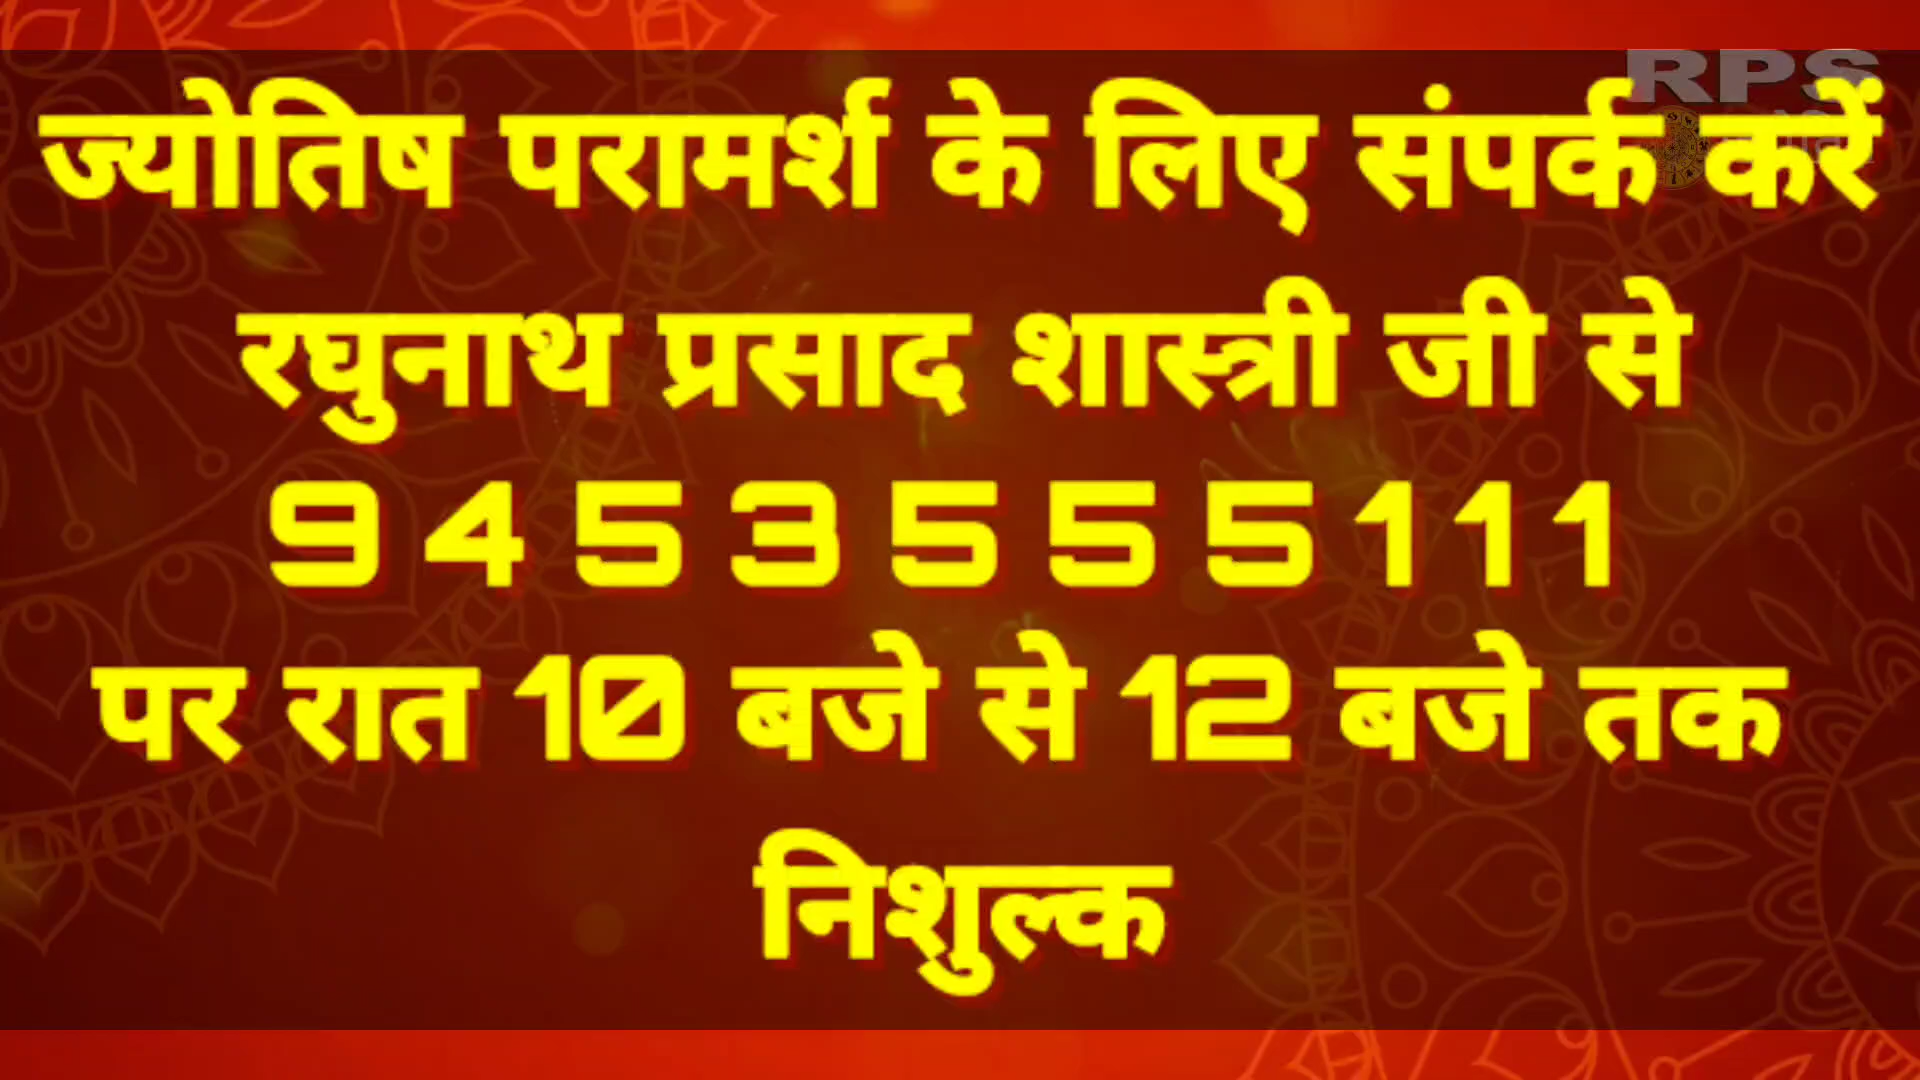 RPS
ज्योतिष परामर्श के लिए संपर्क करें
रघुनाथ प्रसाद शास्त्री जी से
9 4 5 3 5 5 5 1 1 1
पर रात 10 बजे से 12 बजे तक
निशुल्क